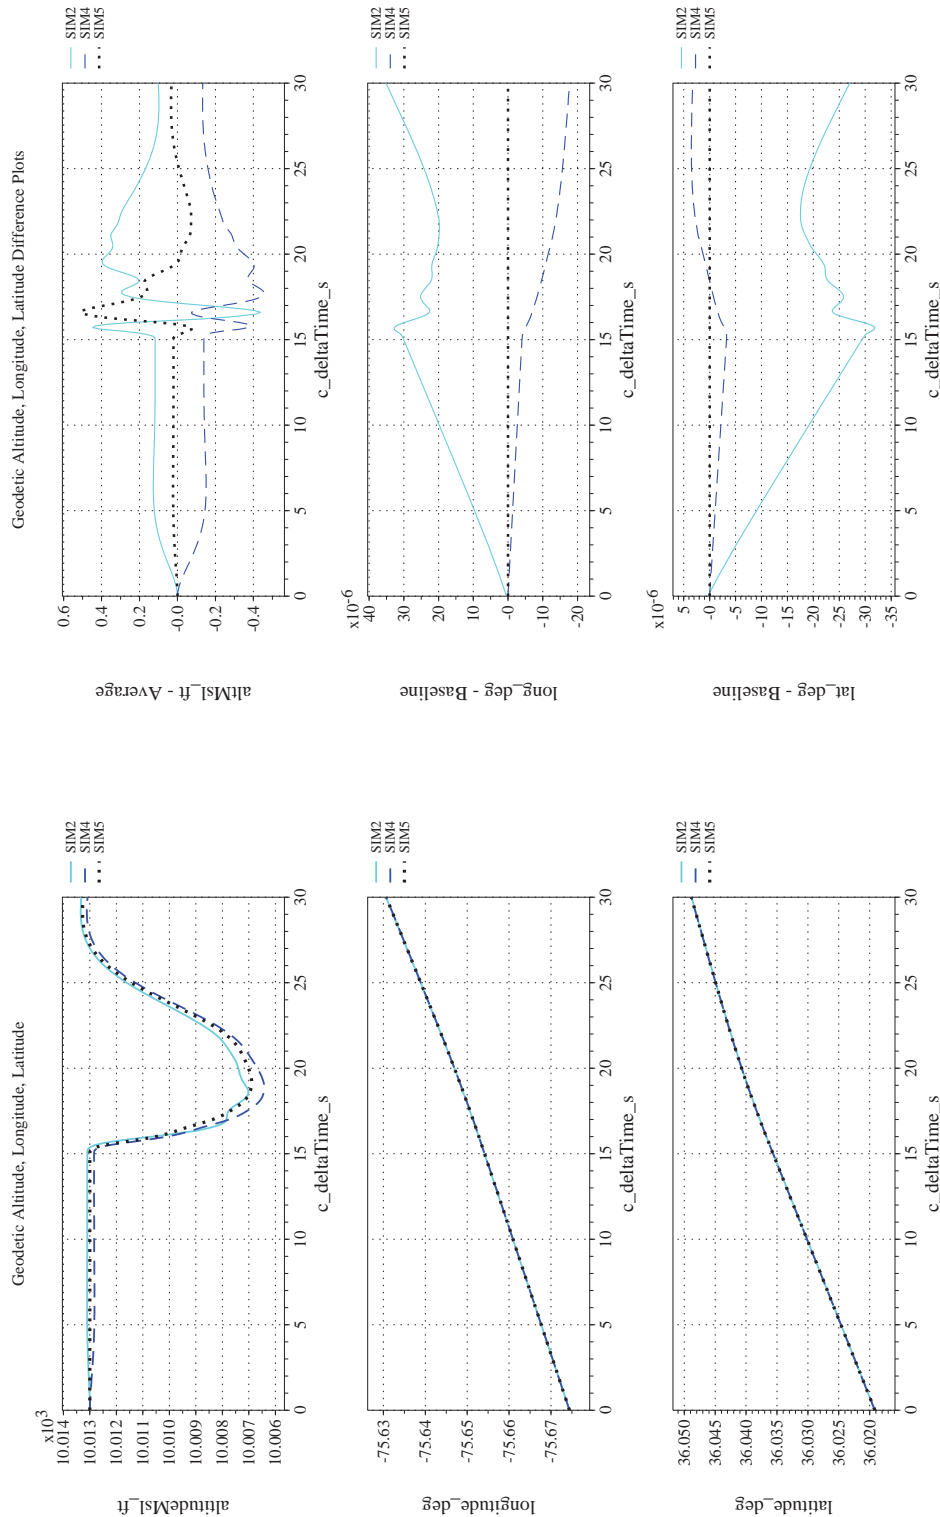 Geodetic Altitude, Longitude, Latitude
x10^3
altitudeMsl_ft
10.014
10.013
10.012
10.011
10.010
10.009
10.008
10.007
10.006
0 5 10 15 20 25 30
c_deltaTime_s
SIM2
SIM4
SIM5
longitude_deg
-75.63
-75.64
-75.65
-75.66
-75.67
0 5 10 15 20 25 30
c_deltaTime_s
SIM2
SIM4
SIM5
latitude_deg
36.050
36.045
36.040
36.035
36.030
36.025
36.020
0 5 10 15 20 25 30
c_deltaTime_s
SIM2
SIM4
SIM5
Geodetic Altitude, Longitude, Latitude Difference Plots
altMsl_ft - Average
0.6
0.4
0.2
-0.0
-0.2
-0.4
0 5 10 15 20 25 30
c_deltaTime_s
SIM2
SIM4
SIM5
x10^-6
long_deg - Baseline
40
30
20
10
-0
-10
-20
0 5 10 15 20 25 30
c_deltaTime_s
SIM2
SIM4
SIM5
x10^-6
lat_deg - Baseline
5
-0
-5
-10
-15
-20
-25
-30
-35
0 5 10 15 20 25 30
c_deltaTime_s
SIM2
SIM4
SIM5